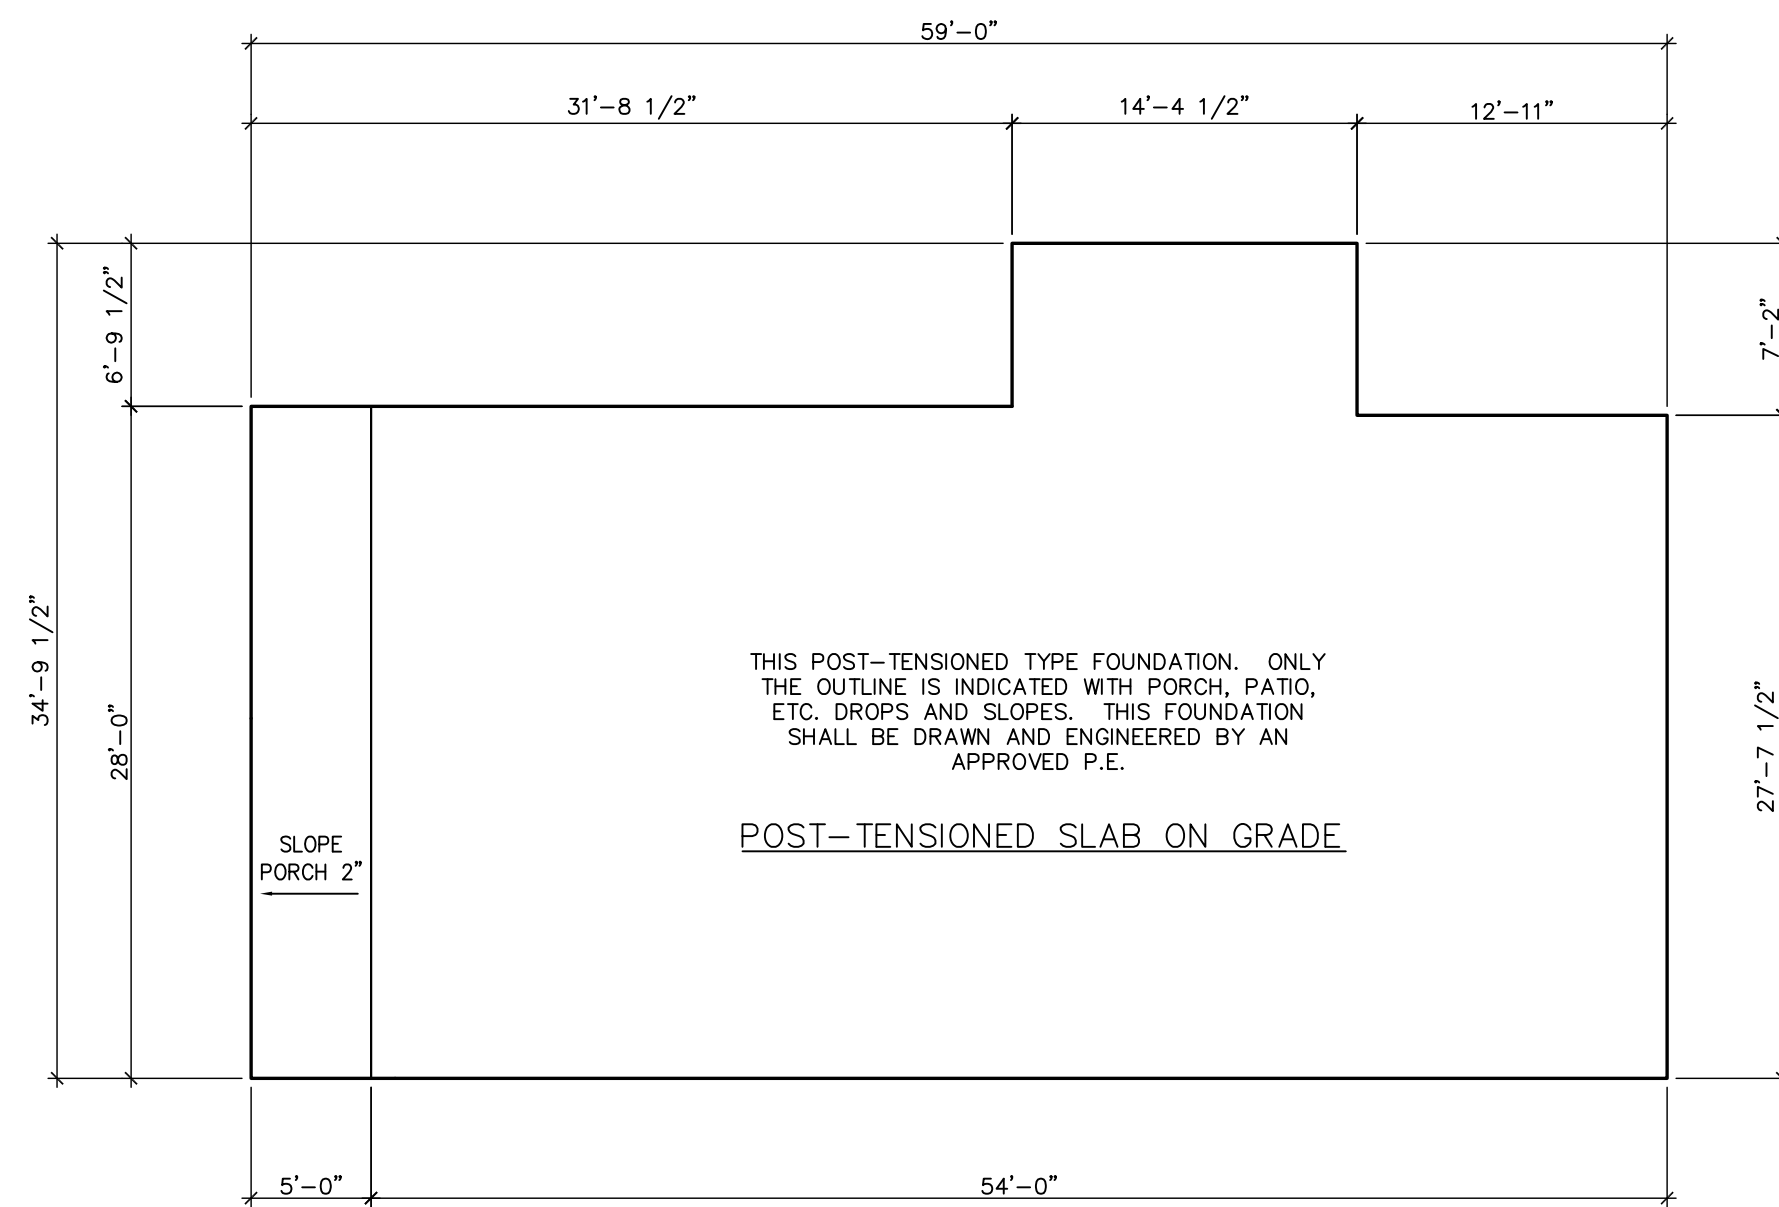 59'-0"
31'-8 1/2"
14'-4 1/2"
12'-11"
6'-9 1/2"
7'-2"
34'-9 1/2"
28'-0"
27'-7 1/2"
THIS POST-TENSIONED TYPE FOUNDATION. ONLY
THE OUTLINE IS INDICATED WITH PORCH, PATIO,
ETC. DROPS AND SLOPES. THIS FOUNDATION
SHALL BE DRAWN AND ENGINEERED BY AN
APPROVED P.E.
POST-TENSIONED SLAB ON GRADE
SLOPE
PORCH 2"
5'-0"
54'-0"